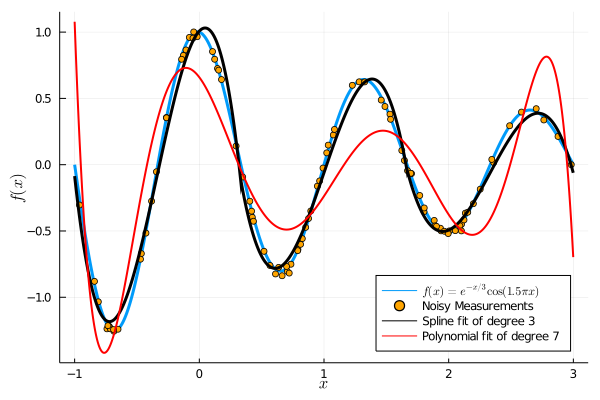 1.0
0.5
0.0
−0.5
−1.0
f(x)
f(x) = e^{−x/3} cos(1.5πx)
Noisy Measurements
Spline fit of degree 3
Polynomial fit of degree 7
−1 0 1 2 3
x